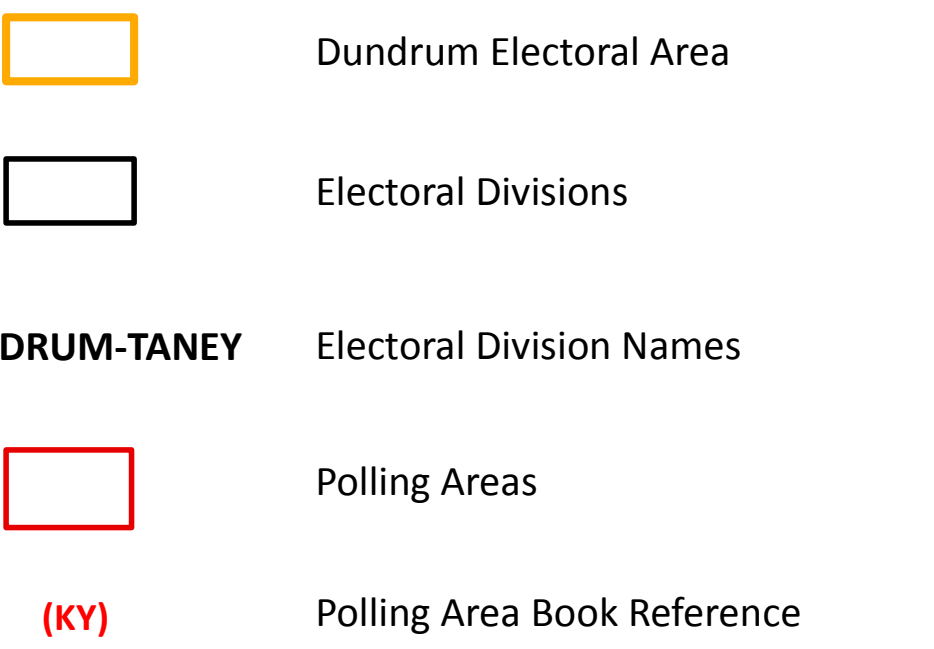 Dundrum Electoral Area
Electoral Divisions
DRUM-TANEY Electoral Division Names
Polling Areas
(KY) Polling Area Book Reference